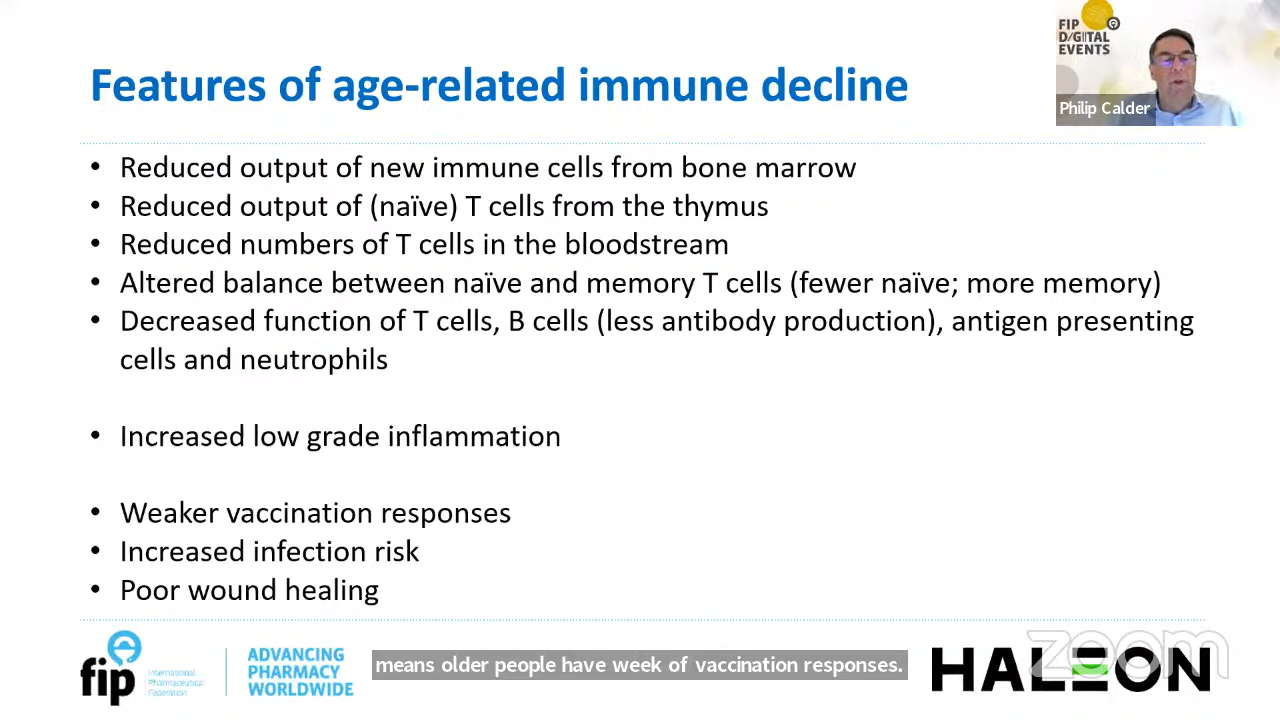 FIP
DIGITAL
EVENTS
Philip Calder
Features of age-related immune decline
• Reduced output of new immune cells from bone marrow
• Reduced output of (naïve) T cells from the thymus
• Reduced numbers of T cells in the bloodstream
• Altered balance between naïve and memory T cells (fewer naïve; more memory)
• Decreased function of T cells, B cells (less antibody production), antigen presenting
cells and neutrophils
• Increased low grade inflammation
• Weaker vaccination responses
• Increased infection risk
• Poor wound healing
fip
International
Pharmaceutical
Federation
ADVANCING
PHARMACY
WORLDWIDE
means older people have week of vaccination responses.
zoom
HALEON